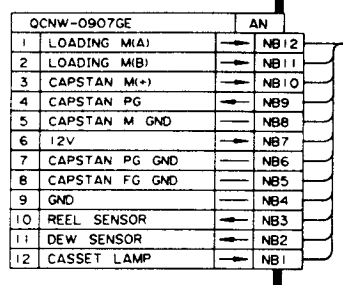 QCNW-0907GE AN
1 LOADING M(A) NB12
2 LOADING M(B) NB11
3 CAPSTAN M(+) NB10
4 CAPSTAN PG NB9
5 CAPSTAN M GND NB8
6 12V NB7
7 CAPSTAN PG GND NB6
8 CAPSTAN FG GND NB5
9 GND NB4
10 REEL SENSOR NB3
11 DEW SENSOR NB2
12 CASSET LAMP NB1